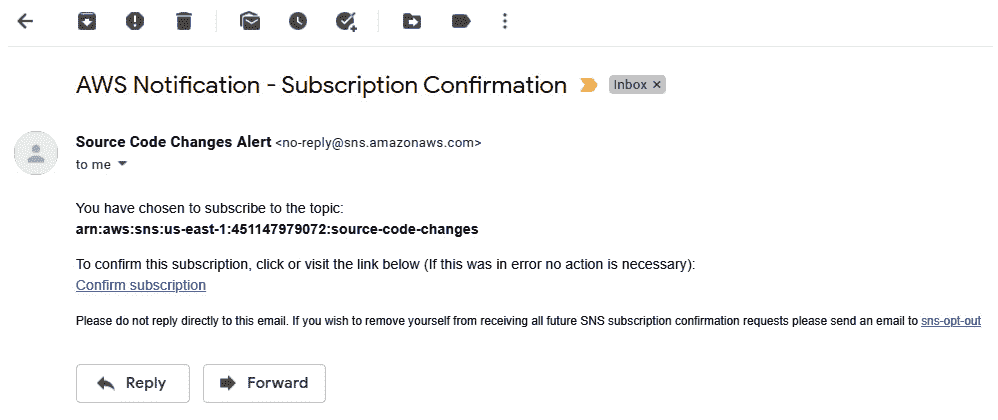 AWS Notification - Subscription Confirmation Inbox ×
Source Code Changes Alert <no-reply@sns.amazonaws.com>
to me
You have chosen to subscribe to the topic:
arn:aws:sns:us-east-1:451147979072:source-code-changes
To confirm this subscription, click or visit the link below (If this was in error no action is necessary):
Confirm subscription
Please do not reply directly to this email. If you wish to remove yourself from receiving all future SNS subscription confirmation requests please send an email to sns-opt-out
Reply Forward